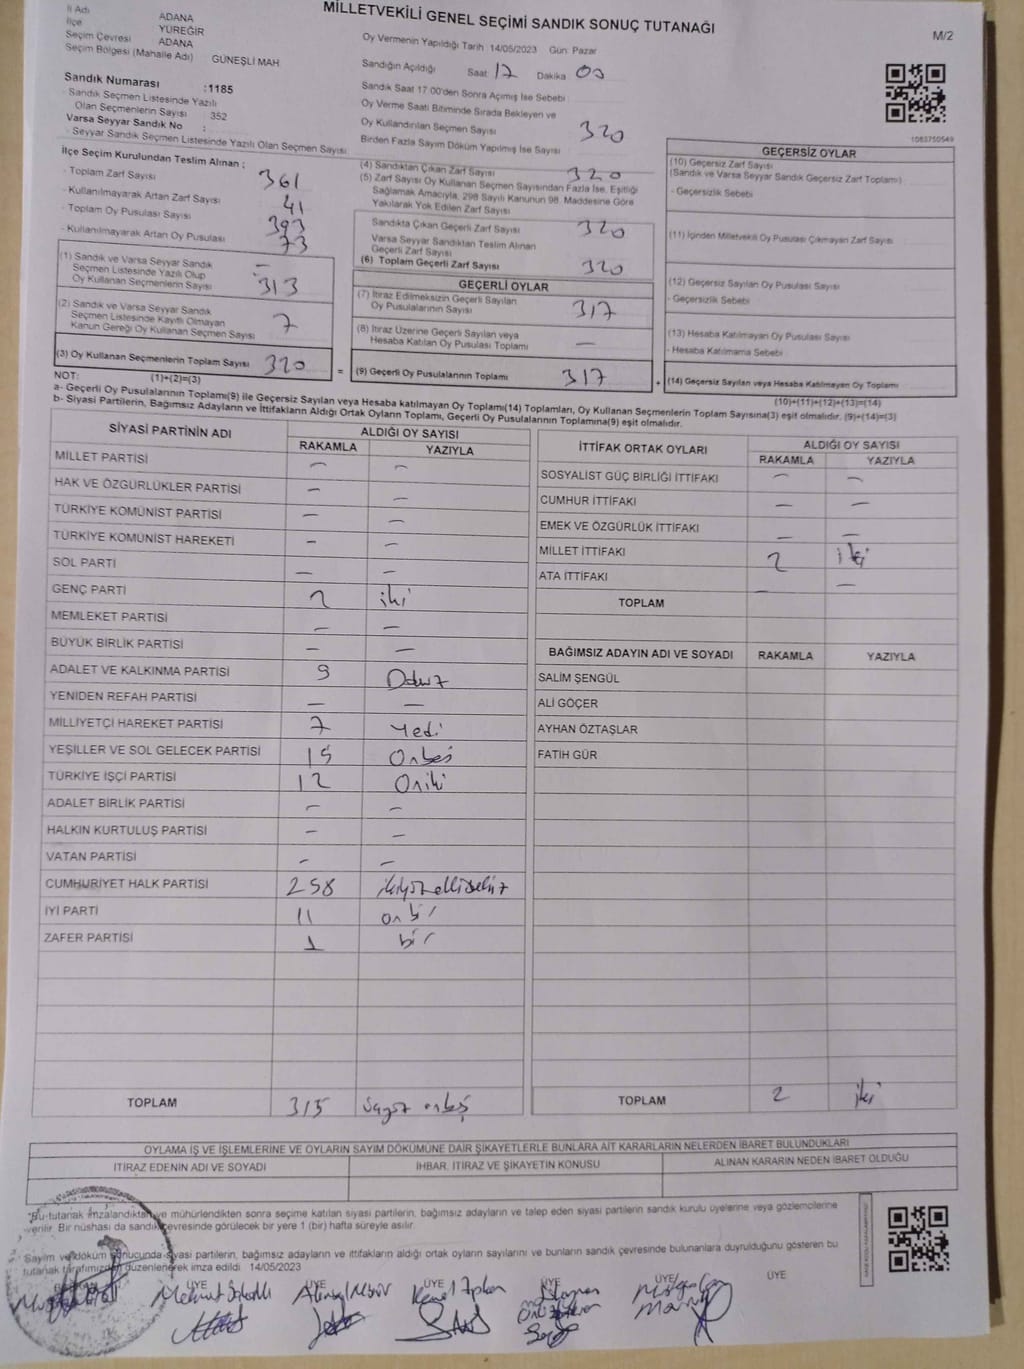 MİLLETVEKİLİ GENEL SEÇİMİ SANDIK SONUÇ TUTANAĞI
M/2
İl Adı ADANA
İlçe YÜREĞİR
Seçim Çevresi ADANA
Seçim Bölgesi (Mahalle Adı) GÜNEŞLİ MAH
Sandık Numarası :1185
- Sandık Seçmen Listesinde Yazılı
Olan Seçmenlerin Sayısı 352
Varsa Seyyar Sandık No :
- Seyyar Sandık Seçmen Listesinde Yazılı Olan Seçmen Sayısı
İlçe Seçim Kurulundan Teslim Alınan ;
- Toplam Zarf Sayısı 361
- Kullanılmayarak Artan Zarf Sayısı 41
- Toplam Oy Pusulası Sayısı 393
- Kullanılmayarak Artan Oy Pusulası 73
(1) Sandık ve Varsa Seyyar Sandık
Seçmen Listesinde Yazılı Olup
Oy Kullanan Seçmenlerin Sayısı 313
(2) Sandık ve Varsa Seyyar Sandık
Seçmen Listesinde Kayıtlı Olmayan
Kanun Gereği Oy Kullanan Seçmen Sayısı 7
(3) Oy Kullanan Seçmenlerin Toplam Sayısı 320
(1)+(2)=(3)
Oy Vermenin Yapıldığı Tarih 14/05/2023 Gün: Pazar
Sandığın Açıldığı Saat 17 Dakika 00
Sandık Saat 17:00'den Sonra Açımış İse Sebebi :
Oy Verme Saati Bitiminde Sırada Bekleyen ve
Oy Kullandırılan Seçmen Sayısı 320
Birden Fazla Sayım Döküm Yapılmış İse Sayısı
(4) Sandıktan Çıkan Zarf Sayısı 320
(5) Zarf Sayısı Oy Kullanan Seçmen Sayısından Fazla İse, Eşitliği
Sağlamak Amacıyla, 298 Sayılı Kanunun 98. Maddesine Göre
Yakılarak Yok Edilen Zarf Sayısı
Sandıkta Çıkan Geçerli Zarf Sayısı 320
Varsa Seyyar Sandıktan Teslim Alınan
Geçerli Zarf Sayısı
(6) Toplam Geçerli Zarf Sayısı 320
GEÇERLİ OYLAR
(7) İtiraz Edilmeksizin Geçerli Sayılan
Oy Pusulalarının Sayısı 317
(8) İtiraz Üzerine Geçerli Sayılan veya
Hesaba Katılan Oy Pusulası Toplamı —
= (9) Geçerli Oy Pusulalarının Toplamı 317
1083750549
GEÇERSİZ OYLAR
(10) Geçersiz Zarf Sayısı
(Sandık ve Varsa Seyyar Sandık Geçersiz Zarf Toplamı)
- Geçersizlik Sebebi
(11) İçinden Milletvekili Oy Pusulası Çıkmayan Zarf Sayısı
(12) Geçersiz Sayılan Oy Pusulası Sayısı
- Geçersizlik Sebebi
(13) Hesaba Katılmayan Oy Pusulası Sayısı
- Hesaba Katılmama Sebebi
+ (14) Geçersiz Sayılan veya Hesaba Katılmayan Oy Toplamı
(10)+(11)+(12)+(13)=(14)
NOT:
a- Geçerli Oy Pusulalarının Toplamı(9) ile Geçersiz Sayılan veya Hesaba katılmayan Oy Toplamı(14) Toplamları, Oy Kullanan Seçmenlerin Toplam Sayısına(3) eşit olmalıdır. (9)+(14)=(3)
b- Siyasi Partilerin, Bağımsız Adayların ve İttifakların Aldığı Ortak Oyların Toplamı, Geçerli Oy Pusulalarının Toplamına(9) eşit olmalıdır.
SİYASİ PARTİNİN ADI ALDIĞI OY SAYISI
RAKAMLA YAZIYLA
MİLLET PARTİSİ — —
HAK VE ÖZGÜRLÜKLER PARTİSİ — —
TÜRKİYE KOMÜNİST PARTİSİ — —
TÜRKİYE KOMÜNİST HAREKETİ — —
SOL PARTİ — —
GENÇ PARTİ 2 iki
MEMLEKET PARTİSİ — —
BÜYÜK BİRLİK PARTİSİ — —
ADALET VE KALKINMA PARTİSİ 9
YENİDEN REFAH PARTİSİ — —
MİLLİYETÇİ HAREKET PARTİSİ 7 Yedi
YEŞİLLER VE SOL GELECEK PARTİSİ 15 Onbeş
TÜRKİYE İŞÇİ PARTİSİ 12 Oniki
ADALET BİRLİK PARTİSİ — —
HALKIN KURTULUŞ PARTİSİ — —
VATAN PARTİSİ — —
CUMHURİYET HALK PARTİSİ 258 ikiyüzellisekiz
İYİ PARTİ 11 onbir
ZAFER PARTİSİ 1 bir
TOPLAM 315 üçyüz onbeş
İTTİFAK ORTAK OYLARI ALDIĞI OY SAYISI
RAKAMLA YAZIYLA
SOSYALİST GÜÇ BİRLİĞİ İTTİFAKI — —
CUMHUR İTTİFAKI — —
EMEK VE ÖZGÜRLÜK İTTİFAKI — —
MİLLET İTTİFAKI 2 iki
ATA İTTİFAKI — —
TOPLAM
BAĞIMSIZ ADAYIN ADI VE SOYADI RAKAMLA YAZIYLA
SALİM ŞENGÜL
ALİ GÖÇER
AYHAN ÖZTAŞLAR
FATİH GÜR
TOPLAM 2 iki
OYLAMA İŞ VE İŞLEMLERİNE VE OYLARIN SAYIM DÖKÜMÜNE DAİR ŞİKAYETLERLE BUNLARA AİT KARARLARIN NELERDEN İBARET BULUNDUKLARI
İTİRAZ EDENİN ADI VE SOYADI İHBAR, İTİRAZ VE ŞİKAYETİN KONUSU ALINAN KARARIN NEDEN İBARET OLDUĞU
*Bu tutanak imzalandıktan ve mühürlendikten sonra seçime katılan siyasi partilerin, bağımsız adayların ve talep eden siyasi partilerin sandık kurulu üyelerine veya gözlemcilerine
verilir. Bir nüshası da sandık çevresinde görülecek bir yere 1 (bir) hafta süreyle asılır.
Sayım ve döküm sonucunda siyasi partilerin, bağımsız adayların ve ittifakların aldığı ortak oyların sayılarını ve bunların sandık çevresinde bulunanlara duyrulduğunu gösteren bu
tutanak tarafımızdan düzenlenerek imza edildi. 14/05/2023
ÜYE ÜYE ÜYE ÜYE ÜYE ÜYE